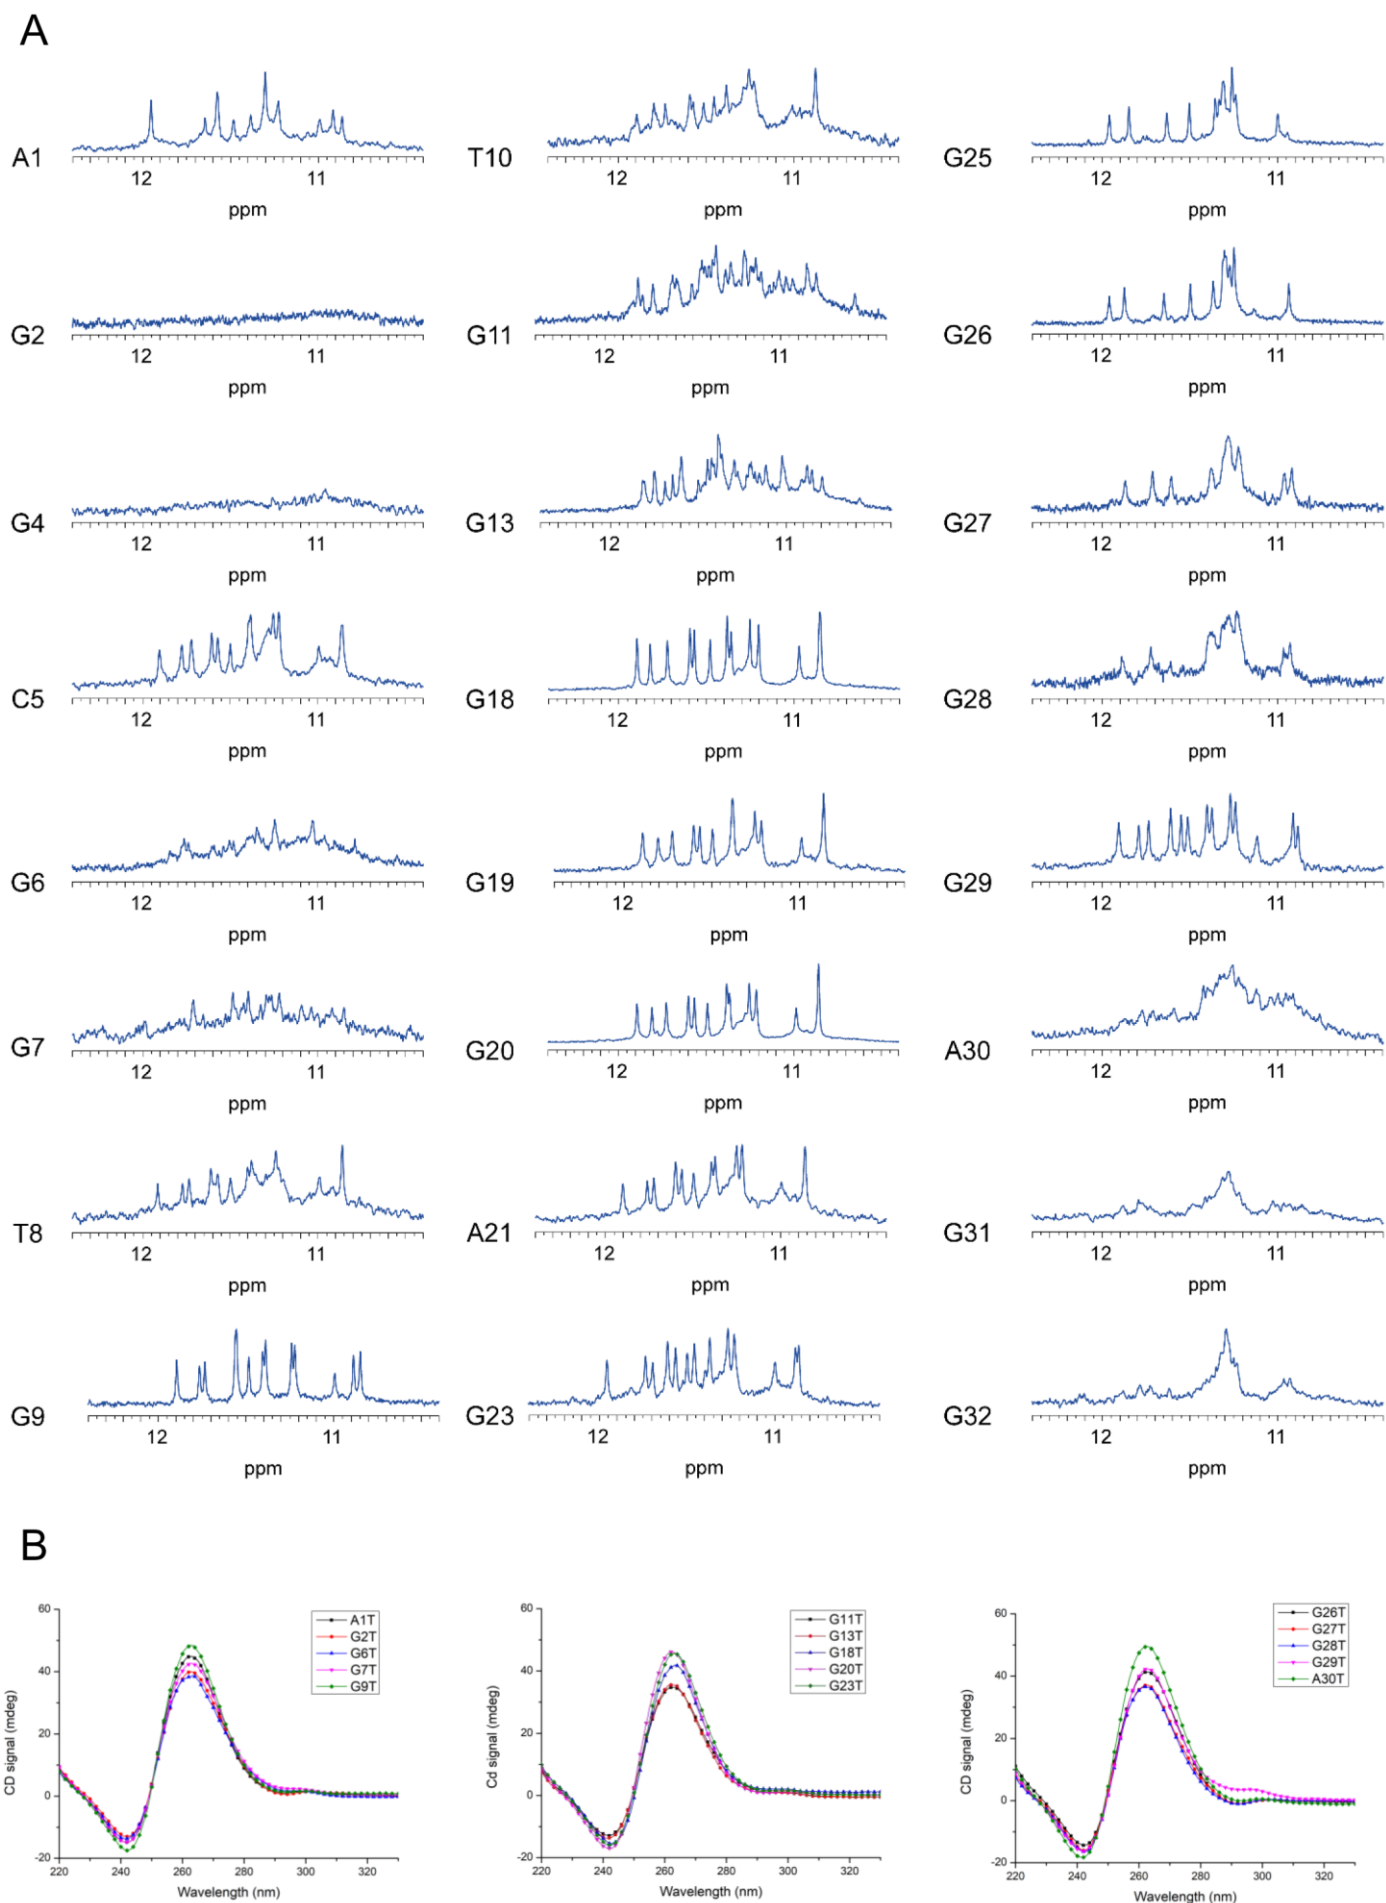 A
A1
12 11
ppm
T10
12 11
ppm
G25
12 11
ppm
G2
12 11
ppm
G11
12 11
ppm
G26
12 11
ppm
G4
12 11
ppm
G13
12 11
ppm
G27
12 11
ppm
C5
12 11
ppm
G18
12 11
ppm
G28
12 11
ppm
G6
12 11
ppm
G19
12 11
ppm
G29
12 11
ppm
G7
12 11
ppm
G20
12 11
ppm
A30
12 11
ppm
T8
12 11
ppm
A21
12 11
ppm
G31
12 11
ppm
G9
12 11
ppm
G23
12 11
ppm
G32
12 11
ppm
B
CD signal (mdeg)
60
40
20
0
-20
220 240 260 280 300 320
Wavelength (nm)
A1T
G2T
G6T
G7T
G9T
Cd signal (mdeg)
60
40
20
0
-20
220 240 260 280 300 320
Wavelength (nm)
G11T
G13T
G18T
G20T
G23T
CD signal (mdeg)
60
40
20
0
-20
220 240 260 280 300 320
Wavelength (nm)
G26T
G27T
G28T
G29T
A30T